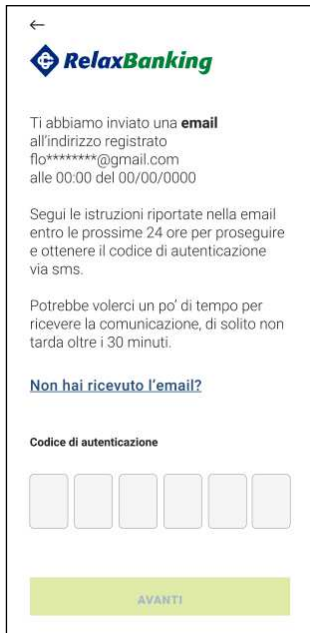 RelaxBanking
Ti abbiamo inviato una email
all'indirizzo registrato
flo********@gmail.com
alle 00:00 del 00/00/0000
Segui le istruzioni riportate nella email
entro le prossime 24 ore per proseguire
e ottenere il codice di autenticazione
via sms.
Potrebbe volerci un po' di tempo per
ricevere la comunicazione, di solito non
tarda oltre i 30 minuti.
Non hai ricevuto l'email?
Codice di autenticazione
AVANTI